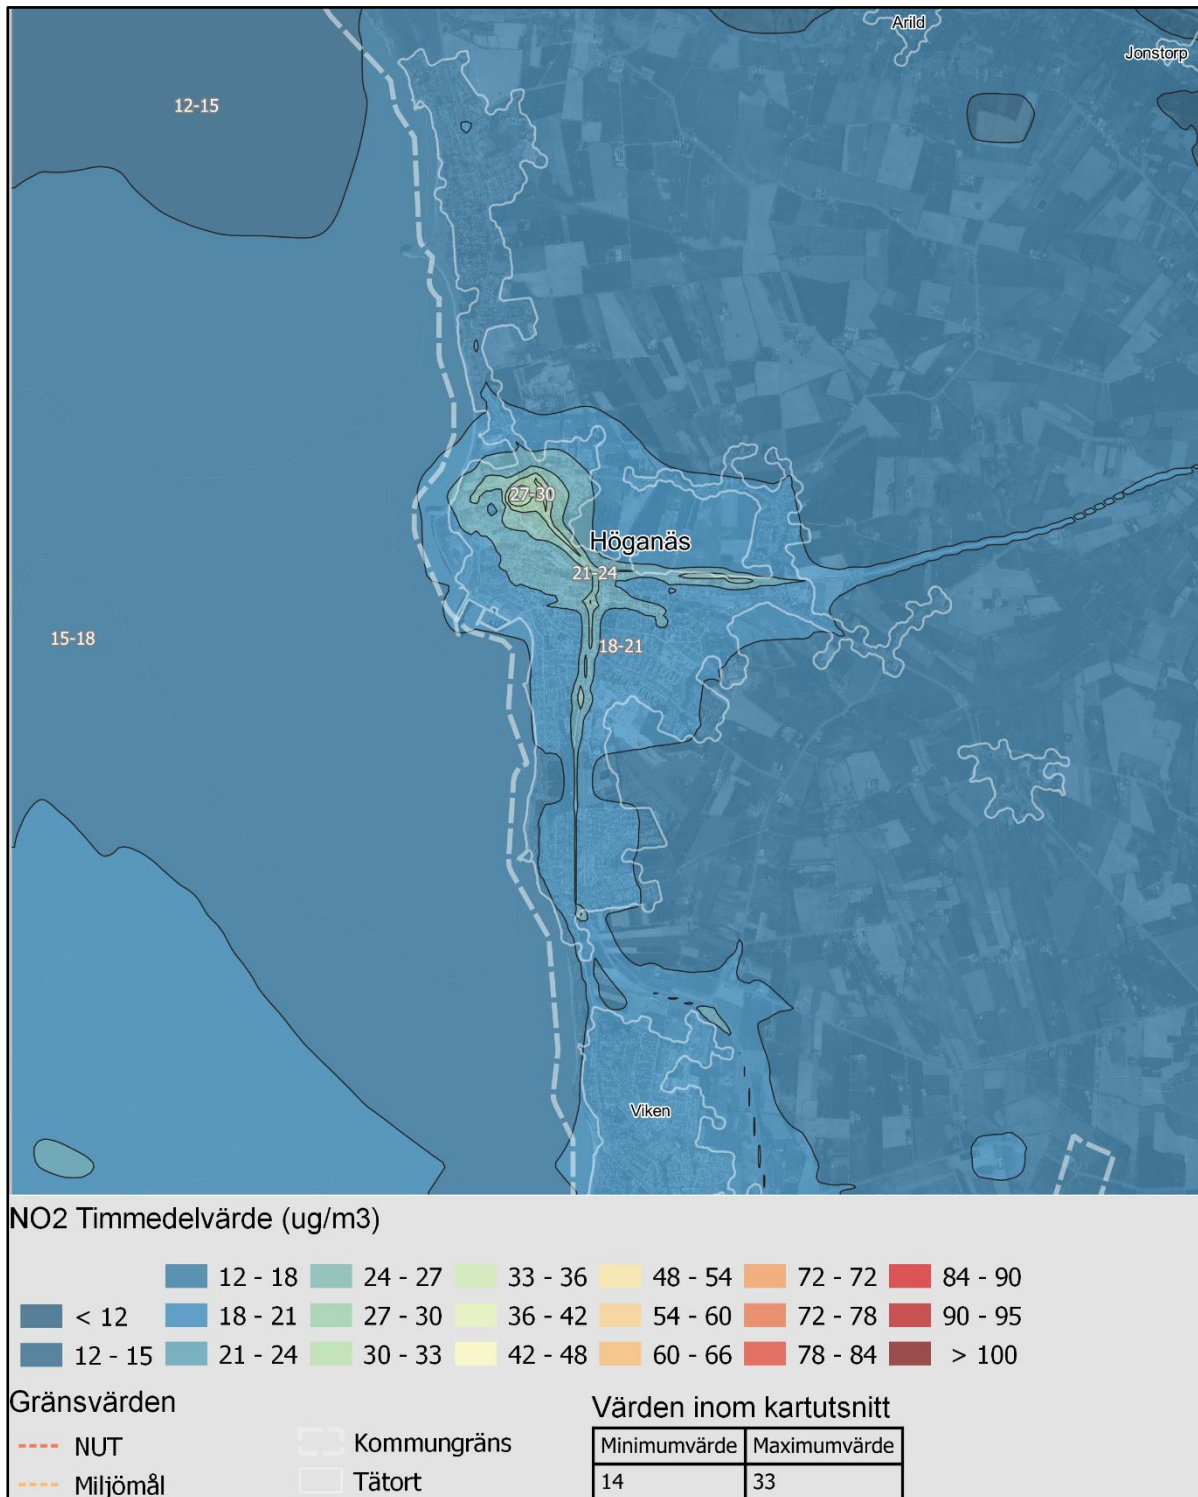 Arild
Jonstorp
12-15
27-30
Höganäs
21-24
15-18
18-21
Viken
NO2 Timmedelvärde (ug/m3)
12 - 18 24 - 27 33 - 36 48 - 54 72 - 72 84 - 90
< 12 18 - 21 27 - 30 36 - 42 54 - 60 72 - 78 90 - 95
12 - 15 21 - 24 30 - 33 42 - 48 60 - 66 78 - 84 > 100
Gränsvärden
NUT
Miljömål
Kommungräns
Tätort
Värden inom kartutsnitt
Minimumvärde Maximumvärde
14 33